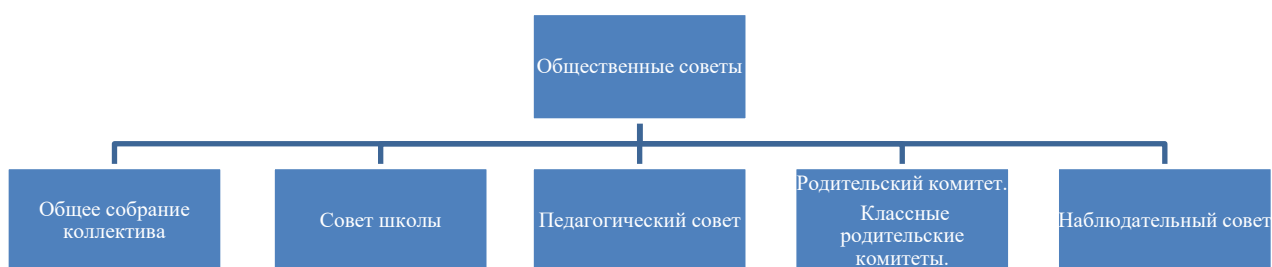 Общественные советы
Общее собрание
коллектива
Совет школы
Педагогический совет
Родительский комитет.
Классные
родительские
комитеты.
Наблюдательный совет